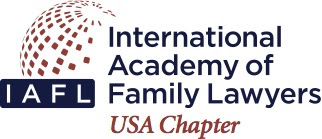 International
Academy of
Family Lawyers
IAFL
USA Chapter